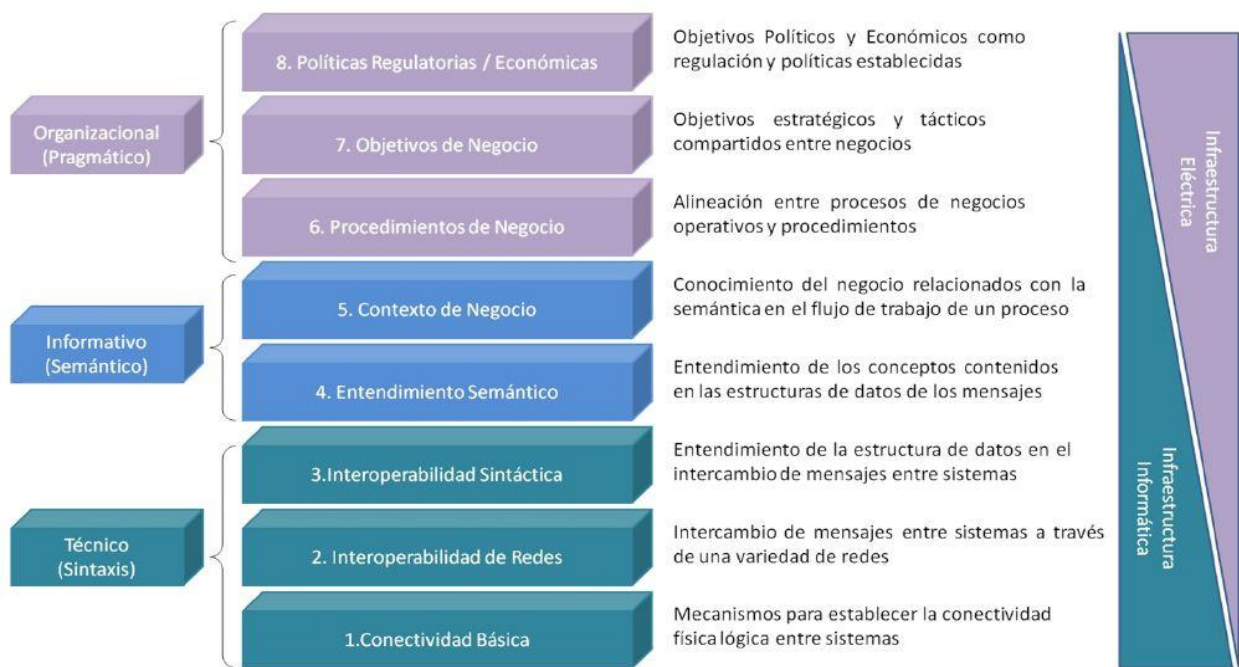 8. Políticas Regulatorias / Económicas
Objetivos Políticos y Económicos como
regulación y políticas establecidas
Organizacional
(Pragmático)
7. Objetivos de Negocio
Objetivos estratégicos y tácticos
compartidos entre negocios
6. Procedimientos de Negocio
Alineación entre procesos de negocios
operativos y procedimientos
Informativo
(Semántico)
5. Contexto de Negocio
Conocimiento del negocio relacionados con la
semántica en el flujo de trabajo de un proceso
4. Entendimiento Semántico
Entendimiento de los conceptos contenidos
en las estructuras de datos de los mensajes
Técnico
(Sintaxis)
3.Interoperabilidad Sintáctica
Entendimiento de la estructura de datos en el
intercambio de mensajes entre sistemas
2. Interoperabilidad de Redes
Intercambio de mensajes entre sistemas a través
de una variedad de redes
1.Conectividad Básica
Mecanismos para establecer la conectividad
física lógica entre sistemas
Infraestructura
Eléctrica
Infraestructura
Informática